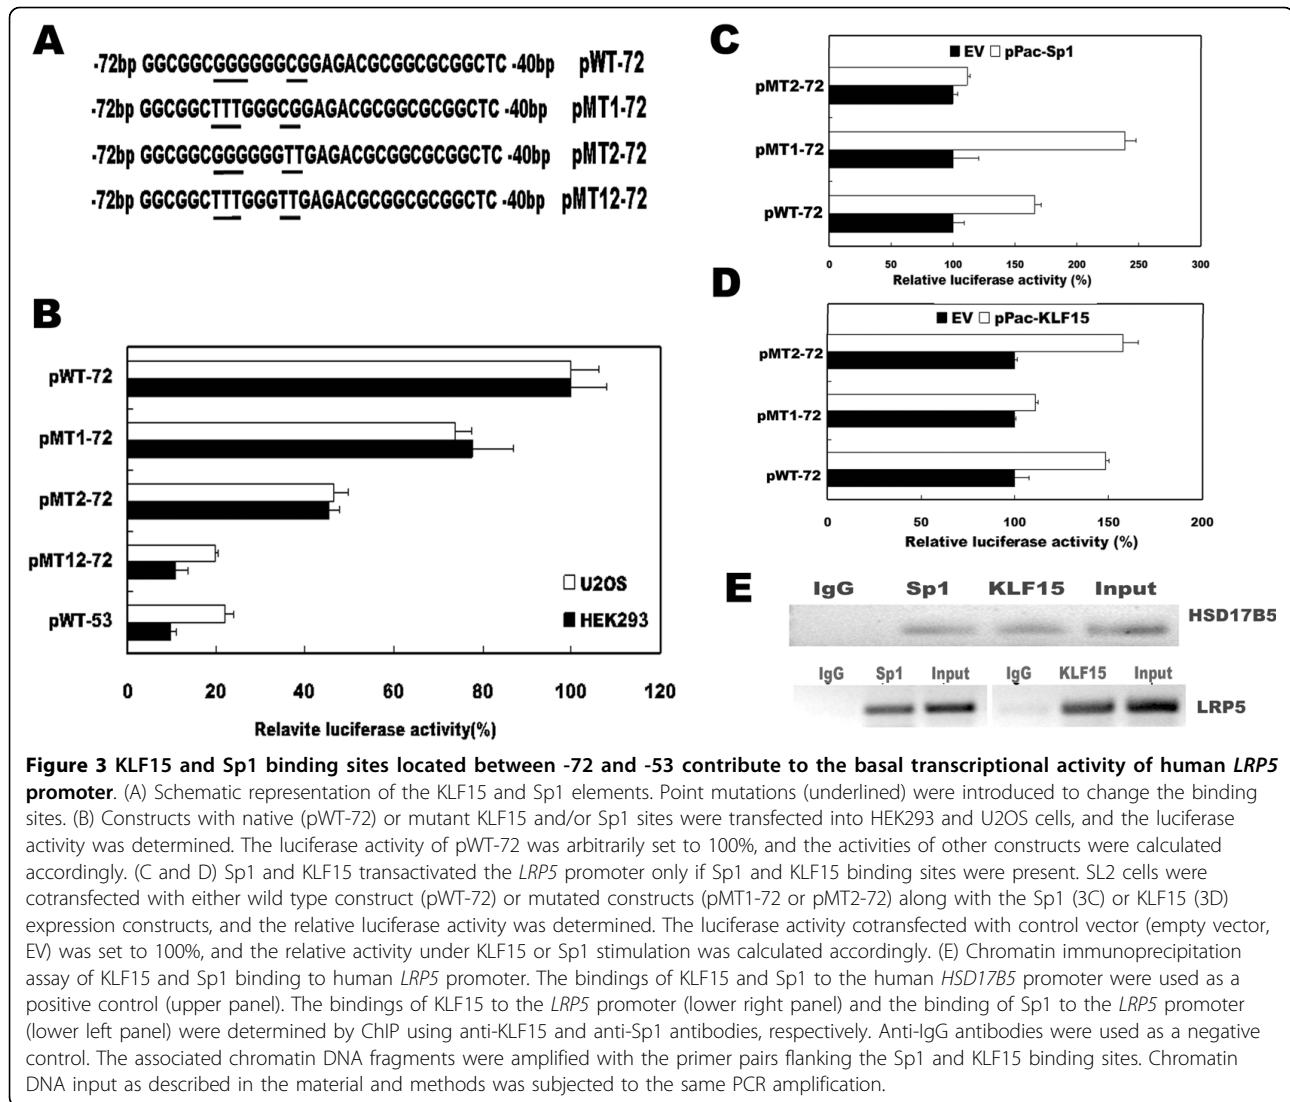 A
-72bp GGCGGCGGGGGGCGGAGACGCGGCGCGGCTC -40bp pWT-72
-72bp GGCGGCTTTGGGCGGAGACGCGGCGCGGCTC -40bp pMT1-72
-72bp GGCGGCGGGGGGTTGAGACGCGGCGCGGCTC -40bp pMT2-72
-72bp GGCGGCTTTGGGTTGAGACGCGGCGCGGCTC -40bp pMT12-72
B
pWT-72
pMT1-72
pMT2-72
pMT12-72
pWT-53
U2OS
HEK293
0 20 40 60 80 100 120
Relavite luciferase activity(%)
C
EV pPac-Sp1
pMT2-72
pMT1-72
pWT-72
0 50 100 150 200 250 300
Relative luciferase activity (%)
D
EV pPac-KLF15
pMT2-72
pMT1-72
pWT-72
0 50 100 150 200
Relative luciferase activity (%)
E
IgG Sp1 KLF15 Input
HSD17B5
IgG Sp1 Input IgG KLF15 Input
LRP5
Figure 3 KLF15 and Sp1 binding sites located between -72 and -53 contribute to the basal transcriptional activity of human LRP5
promoter. (A) Schematic representation of the KLF15 and Sp1 elements. Point mutations (underlined) were introduced to change the binding
sites. (B) Constructs with native (pWT-72) or mutant KLF15 and/or Sp1 sites were transfected into HEK293 and U2OS cells, and the luciferase
activity was determined. The luciferase activity of pWT-72 was arbitrarily set to 100%, and the activities of other constructs were calculated
accordingly. (C and D) Sp1 and KLF15 transactivated the LRP5 promoter only if Sp1 and KLF15 binding sites were present. SL2 cells were
cotransfected with either wild type construct (pWT-72) or mutated constructs (pMT1-72 or pMT2-72) along with the Sp1 (3C) or KLF15 (3D)
expression constructs, and the relative luciferase activity was determined. The luciferase activity cotransfected with control vector (empty vector,
EV) was set to 100%, and the relative activity under KLF15 or Sp1 stimulation was calculated accordingly. (E) Chromatin immunoprecipitation
assay of KLF15 and Sp1 binding to human LRP5 promoter. The bindings of KLF15 and Sp1 to the human HSD17B5 promoter were used as a
positive control (upper panel). The bindings of KLF15 to the LRP5 promoter (lower right panel) and the binding of Sp1 to the LRP5 promoter
(lower left panel) were determined by ChIP using anti-KLF15 and anti-Sp1 antibodies, respectively. Anti-IgG antibodies were used as a negative
control. The associated chromatin DNA fragments were amplified with the primer pairs flanking the Sp1 and KLF15 binding sites. Chromatin
DNA input as described in the material and methods was subjected to the same PCR amplification.